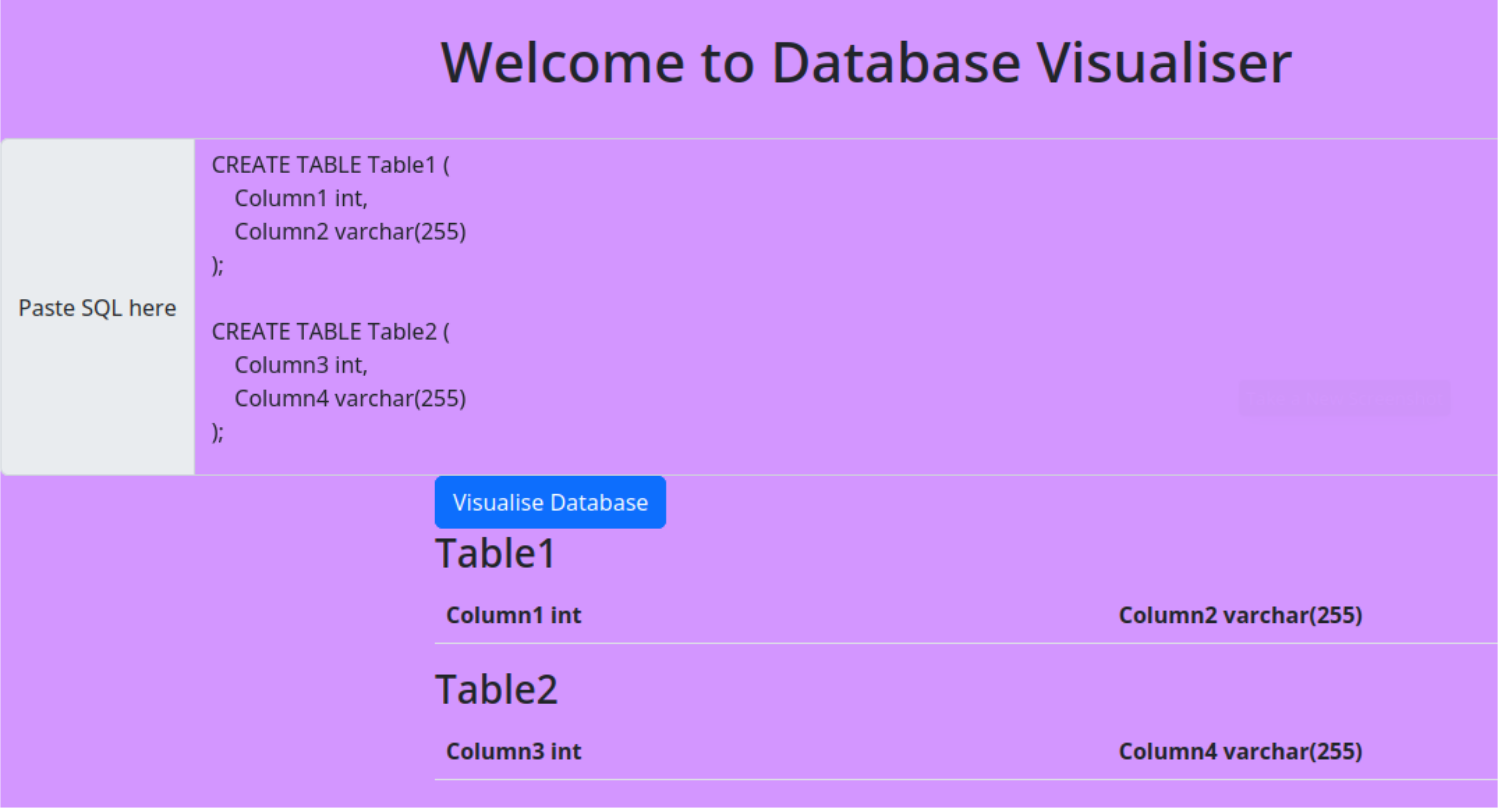 Welcome to Database Visualiser
Paste SQL here
CREATE TABLE Table1 (
    Column1 int,
    Column2 varchar(255)
);

CREATE TABLE Table2 (
    Column3 int,
    Column4 varchar(255)
);
Visualise Database
Table1
Column1 int Column2 varchar(255)
Table2
Column3 int Column4 varchar(255)